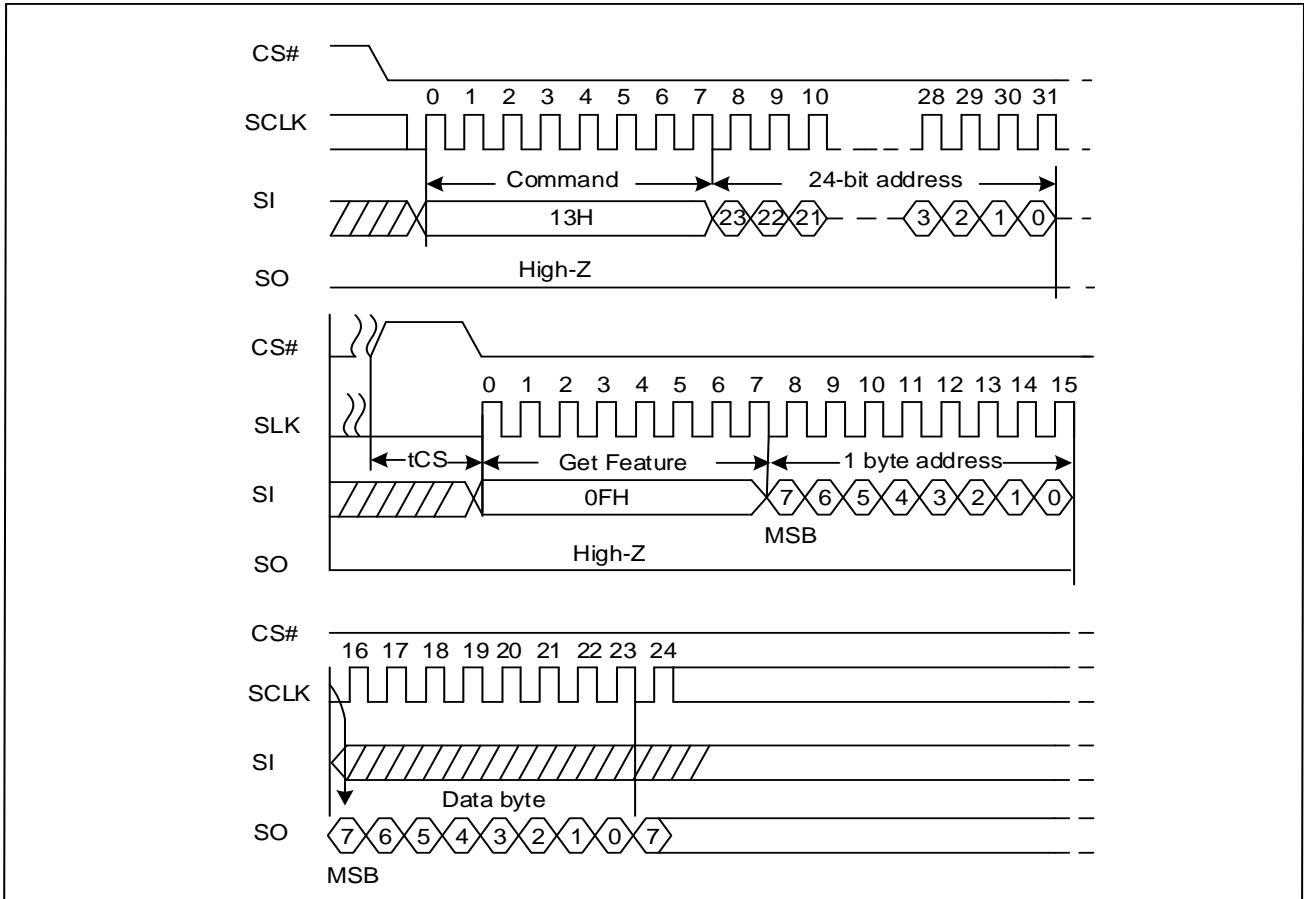 CS#
0 1 2 3 4 5 6 7 8 9 10 28 29 30 31
SCLK
Command 24-bit address
SI
13H 23 22 21 3 2 1 0
High-Z
SO
CS#
0 1 2 3 4 5 6 7 8 9 10 11 12 13 14 15
SLK
tCS Get Feature 1 byte address
SI
0FH 7 6 5 4 3 2 1 0
MSB
High-Z
SO
CS#
16 17 18 19 20 21 22 23 24
SCLK
SI
Data byte
SO 7 6 5 4 3 2 1 0 7
MSB